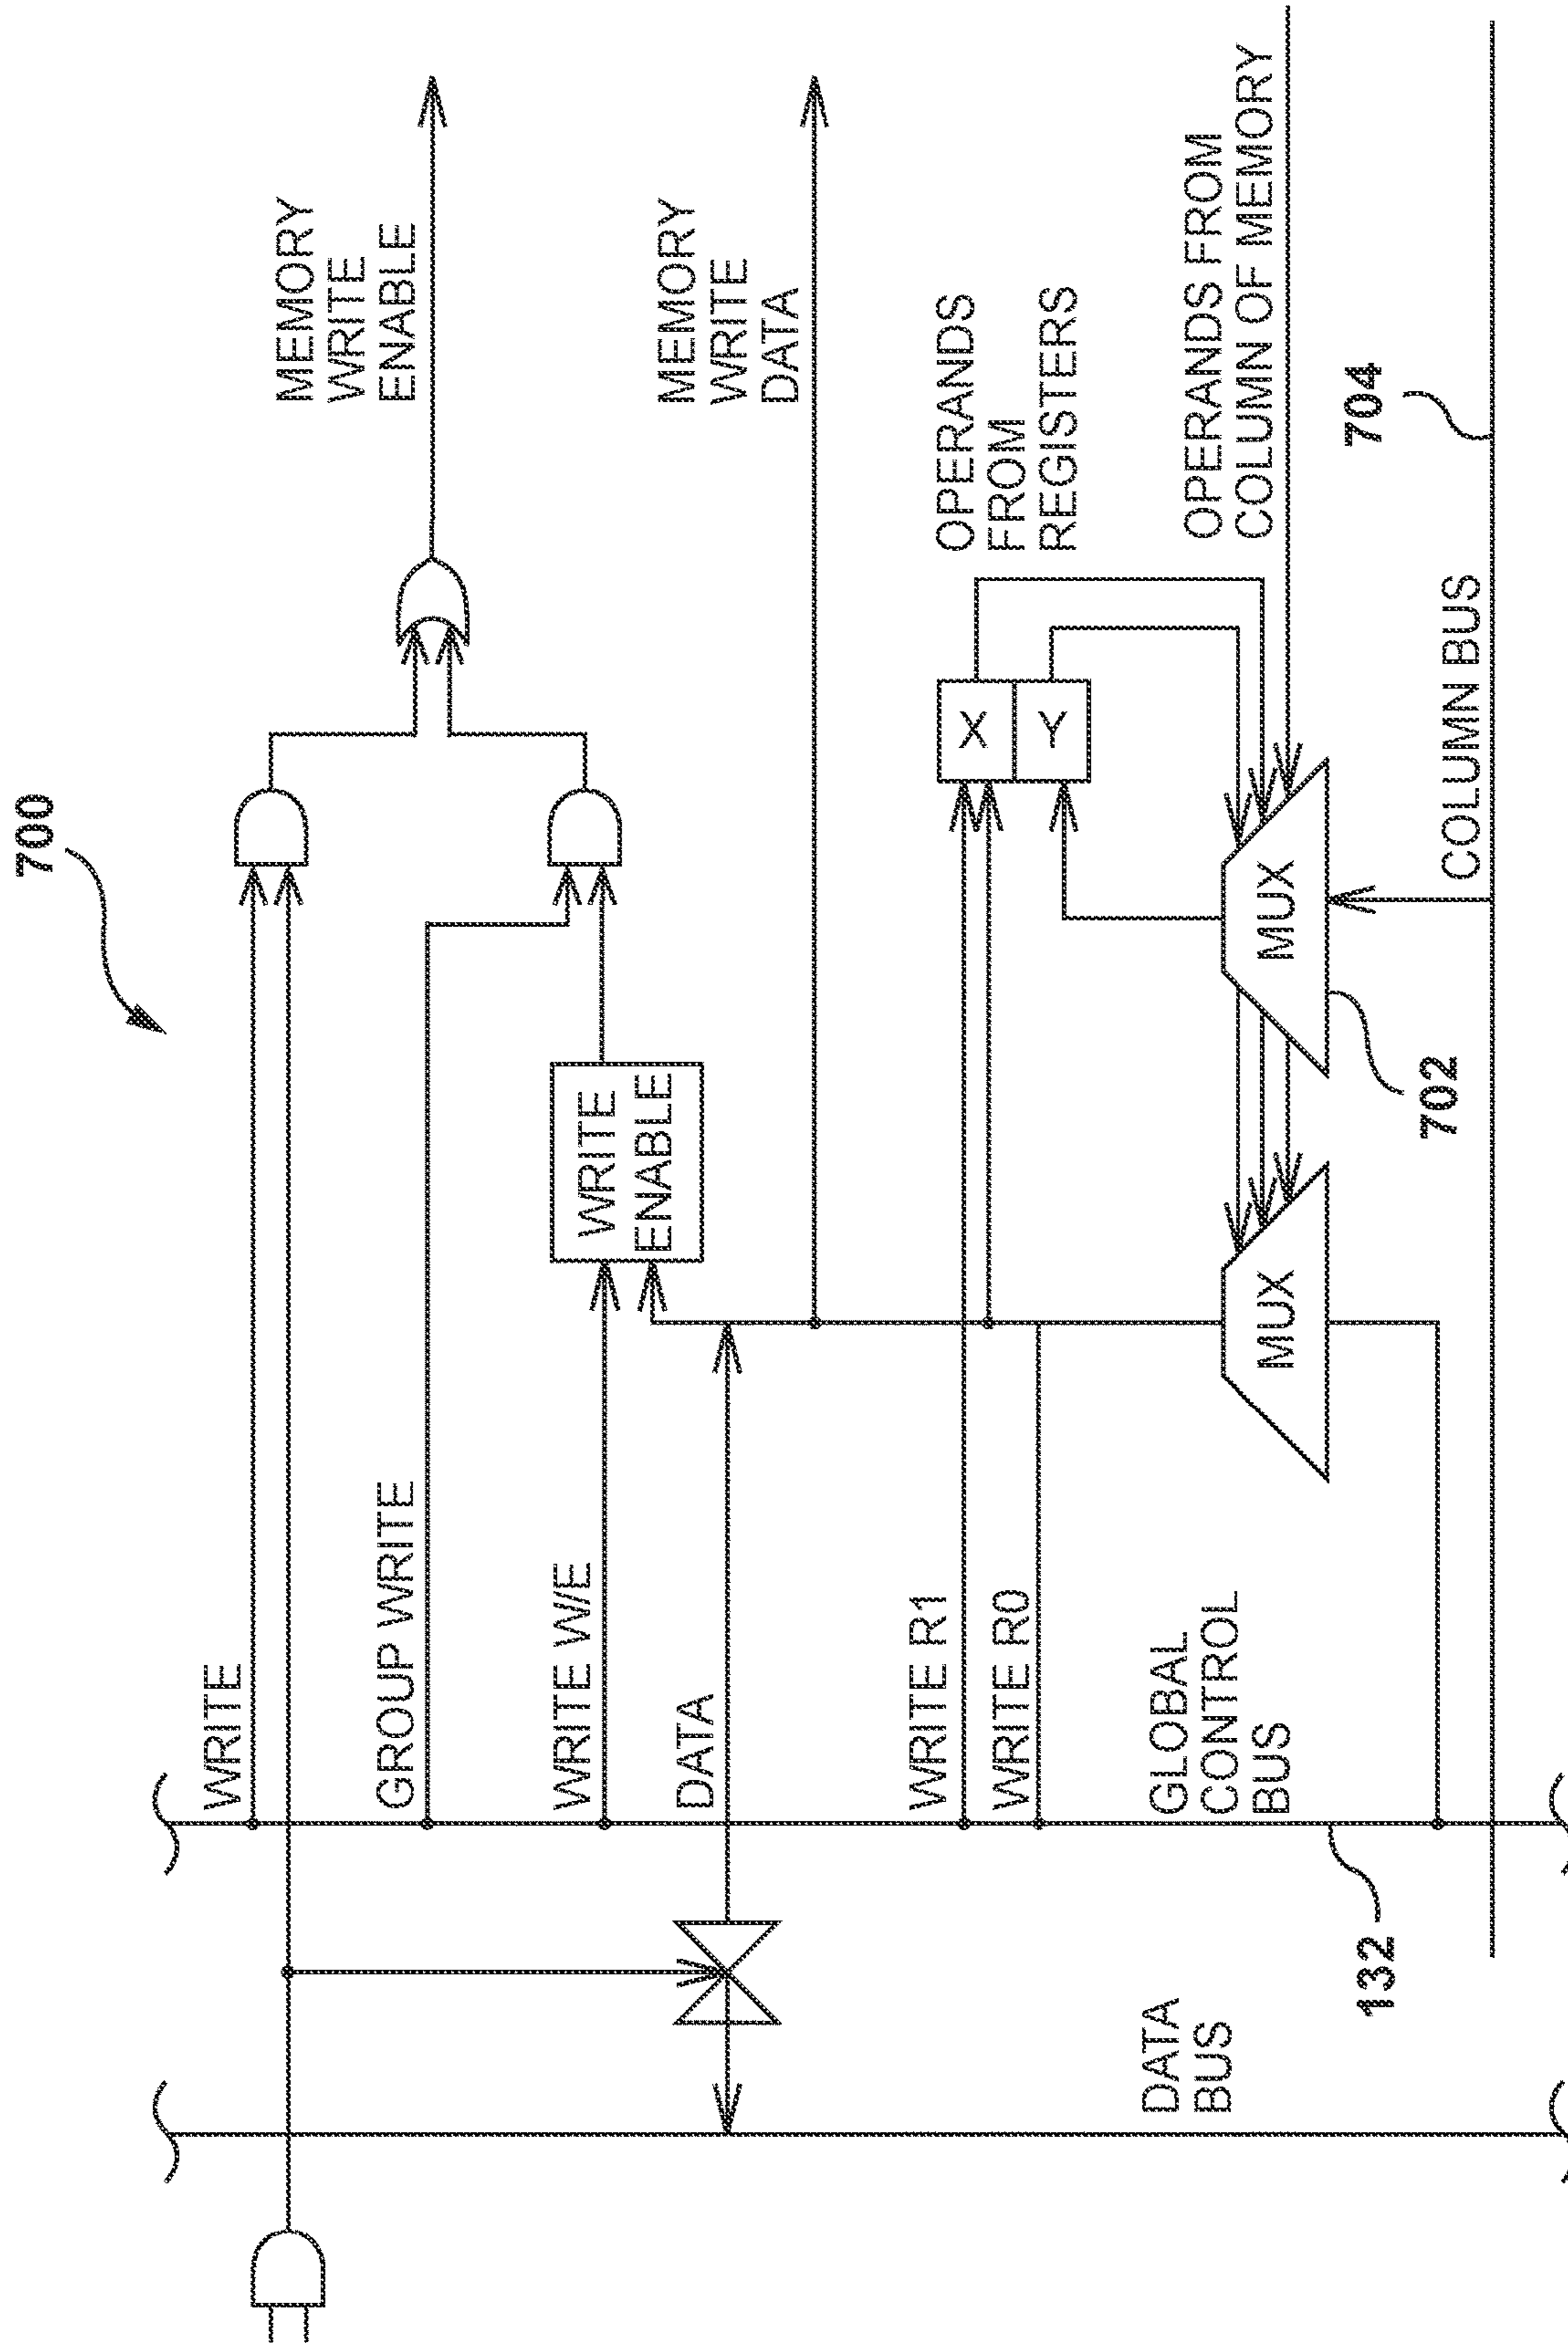 700
WRITE
GROUP WRITE
WRITE W/E
DATA
WRITE R1
WRITE R0
GLOBAL
CONTROL
BUS
DATA
BUS
132
WRITE
ENABLE
MEMORY
WRITE
ENABLE
MEMORY
WRITE
DATA
X
Y
OPERANDS
FROM
REGISTERS
OPERANDS FROM
COLUMN OF MEMORY
MUX
MUX
702
COLUMN BUS
704